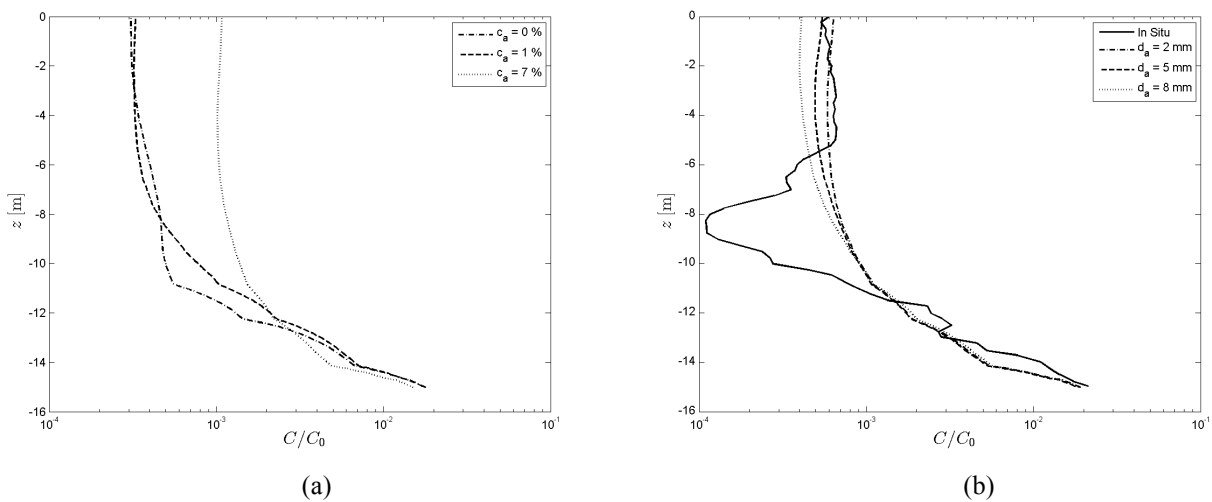 0
-2
-4
-6
-8
-10
-12
-14
-16
z [m]
10^-4
10^-3
10^-2
10^-1
C/C_0
c_a = 0 %
c_a = 1 %
c_a = 7 %
(a)
0
-2
-4
-6
-8
-10
-12
-14
-16
z [m]
10^-4
10^-3
10^-2
10^-1
C/C_0
In Situ
d_a = 2 mm
d_a = 5 mm
d_a = 8 mm
(b)